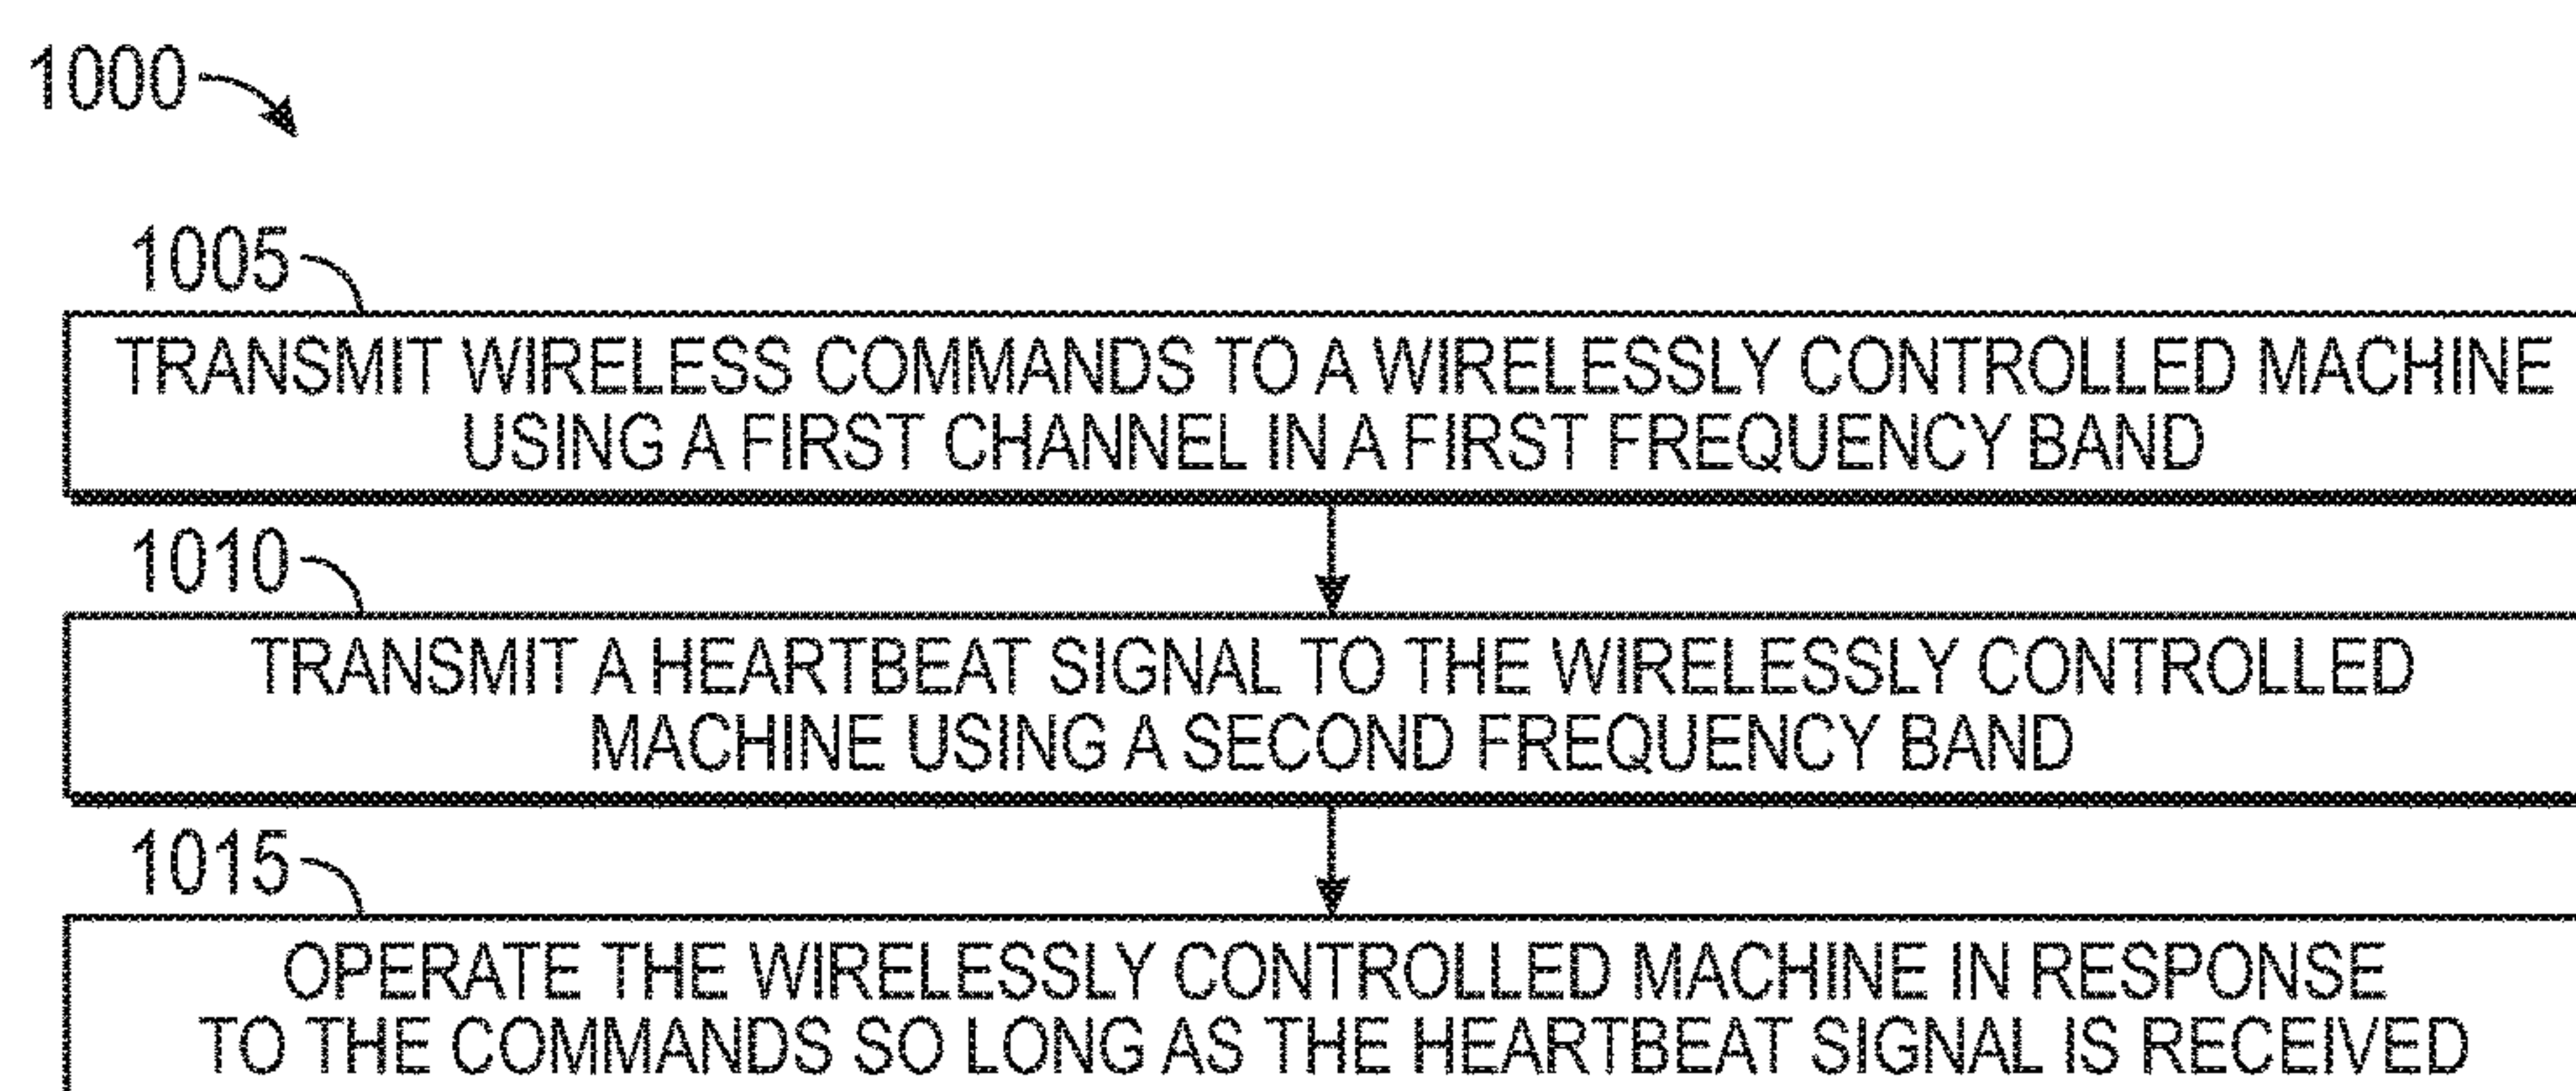 1000
1005
TRANSMIT WIRELESS COMMANDS TO A WIRELESSLY CONTROLLED MACHINE
USING A FIRST CHANNEL IN A FIRST FREQUENCY BAND
1010
TRANSMIT A HEARTBEAT SIGNAL TO THE WIRELESSLY CONTROLLED
MACHINE USING A SECOND FREQUENCY BAND
1015
OPERATE THE WIRELESSLY CONTROLLED MACHINE IN RESPONSE
TO THE COMMANDS SO LONG AS THE HEARTBEAT SIGNAL IS RECEIVED